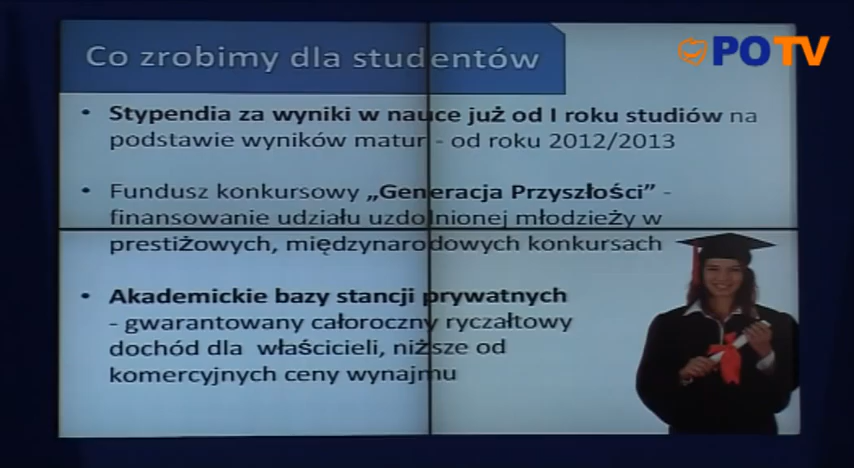 Co zrobimy dla studentów
POTV
• Stypendia za wyniki w nauce już od I roku studiów na
podstawie wyników matur - od roku 2012/2013
• Fundusz konkursowy „Generacja Przyszłości” -
finansowanie udziału uzdolnionej młodzieży w
prestiżowych, międzynarodowych konkursach
• Akademickie bazy stancji prywatnych
- gwarantowany całoroczny ryczałtowy
dochód dla właścicieli, niższe od
komercyjnych ceny wynajmu